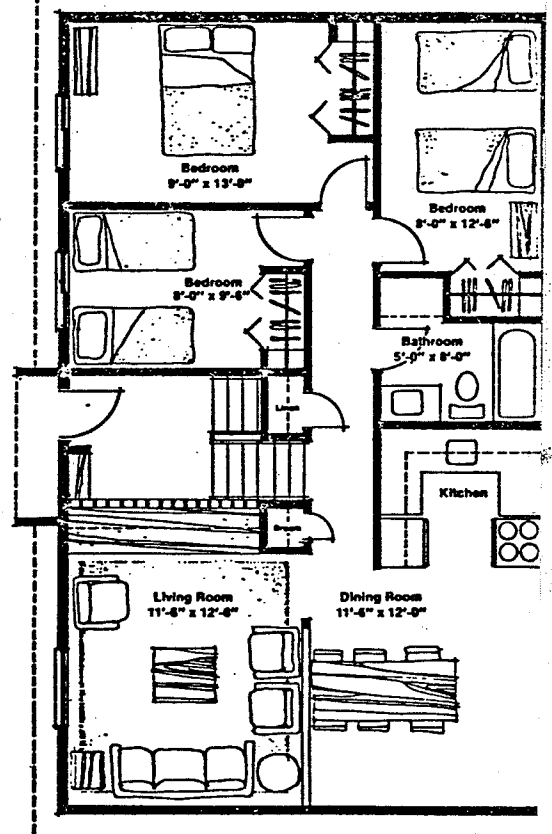 Bedroom
9'-0" x 13'-0"
Bedroom
8'-0" x 12'-6"
Bedroom
8'-0" x 9'-6"
Bathroom
5'-0" x 8'-0"
Linen
Kitchen
Living Room
11'-6" x 12'-6"
Dining Room
11'-6" x 12'-0"